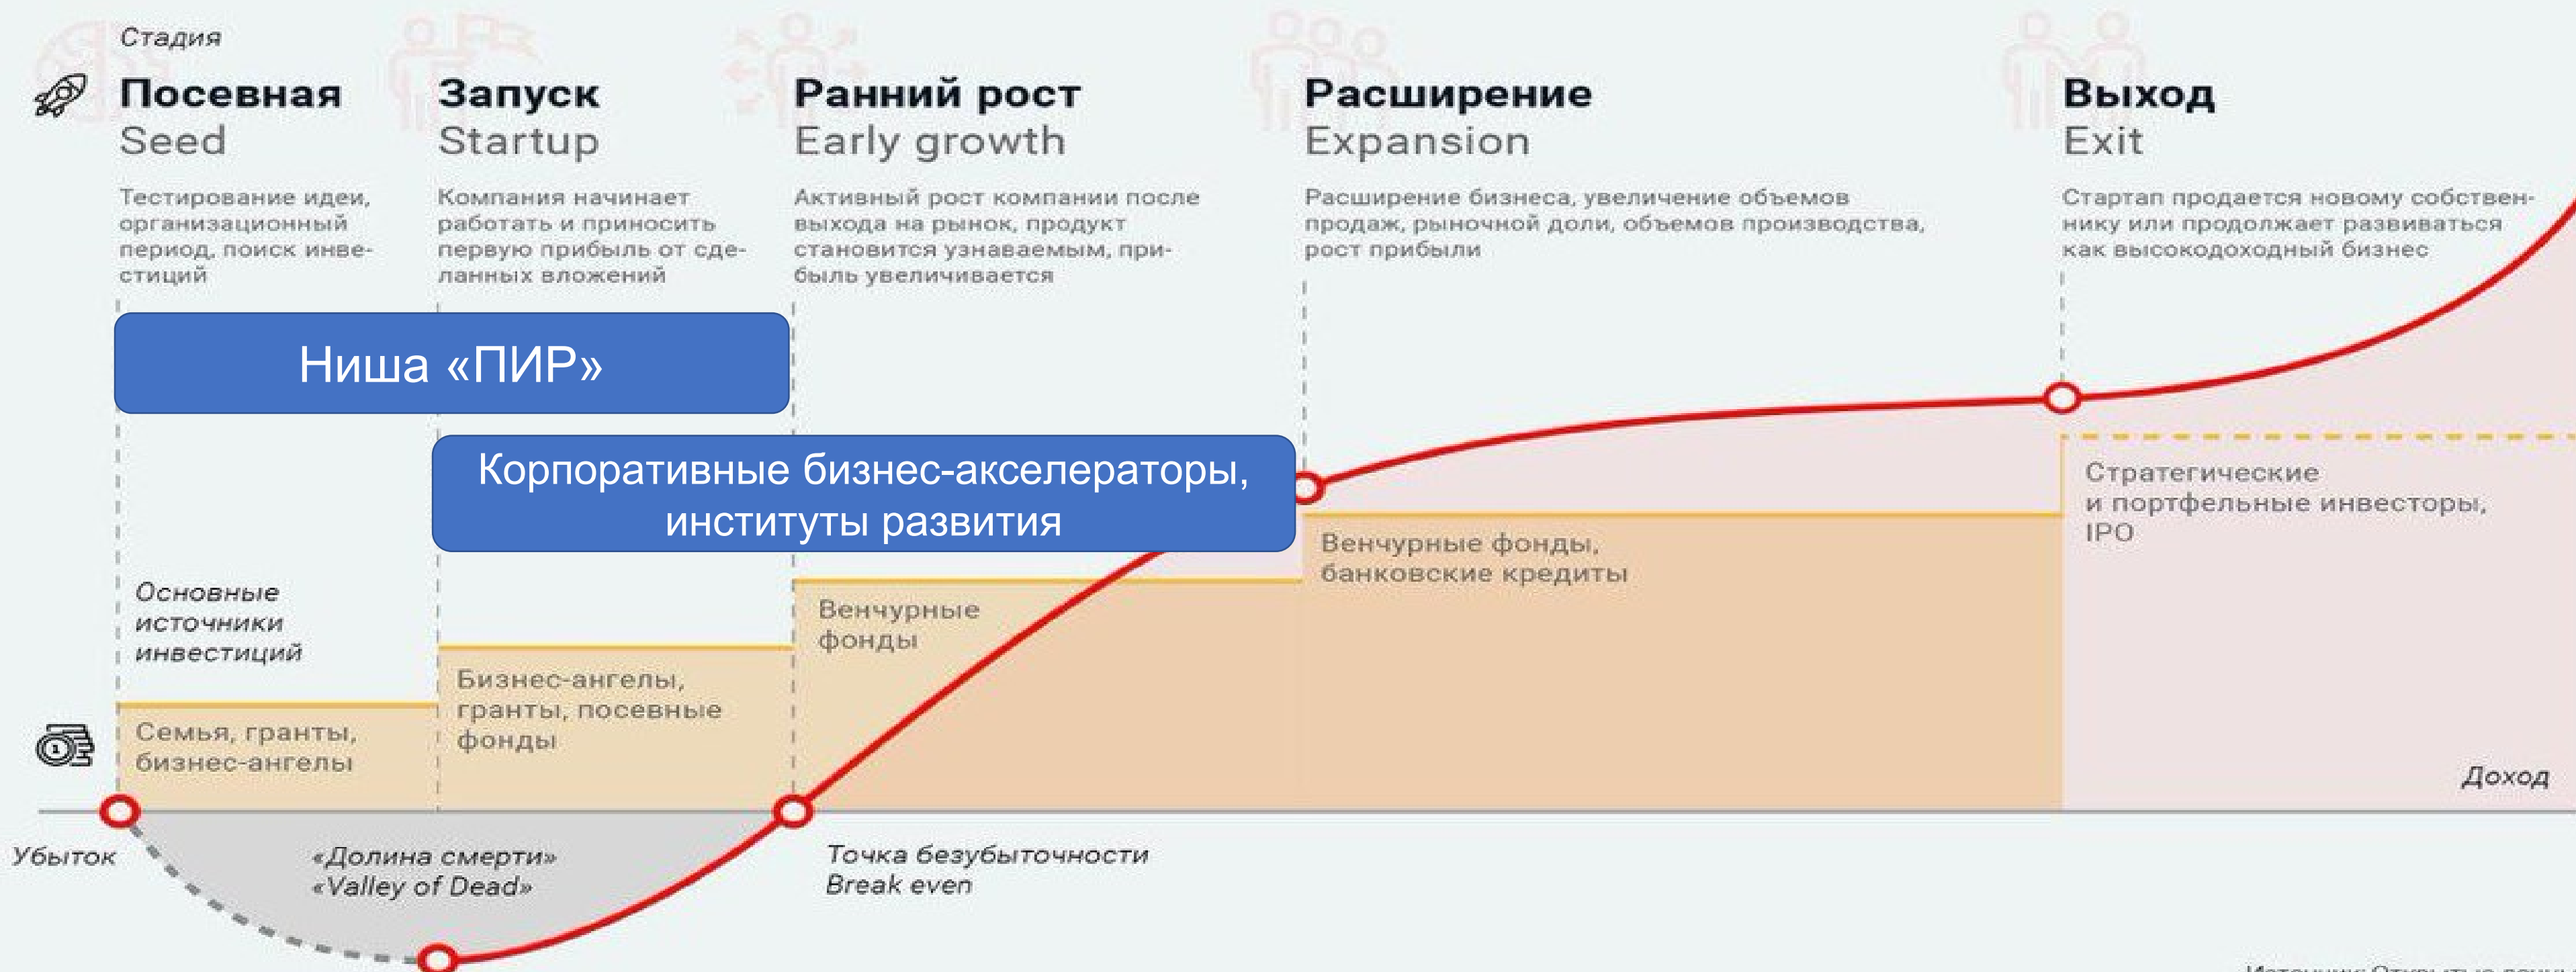 Стадия
Посевная
Seed
Тестирование идеи,
организационный
период, поиск инве-
стиций
Запуск
Startup
Компания начинает
работать и приносить
первую прибыль от сде-
ланных вложений
Ранний рост
Early growth
Активный рост компании после
выхода на рынок, продукт
становится узнаваемым, при-
быль увеличивается
Расширение
Expansion
Расширение бизнеса, увеличение объемов
продаж, рыночной доли, объемов производства,
рост прибыли
Выход
Exit
Стартап продается новому собствен-
нику или продолжает развиваться
как высокодоходный бизнес
Ниша «ПИР»
Корпоративные бизнес-акселераторы,
институты развития
Основные
источники
инвестиций
Семья, гранты,
бизнес-ангелы
Бизнес-ангелы,
гранты, посевные
фонды
Венчурные
фонды
Венчурные фонды,
банковские кредиты
Стратегические
и портфельные инвесторы,
IPO
1
Доход
Убыток
«Долина смерти»
«Valley of Dead»
Точка безубыточности
Break even